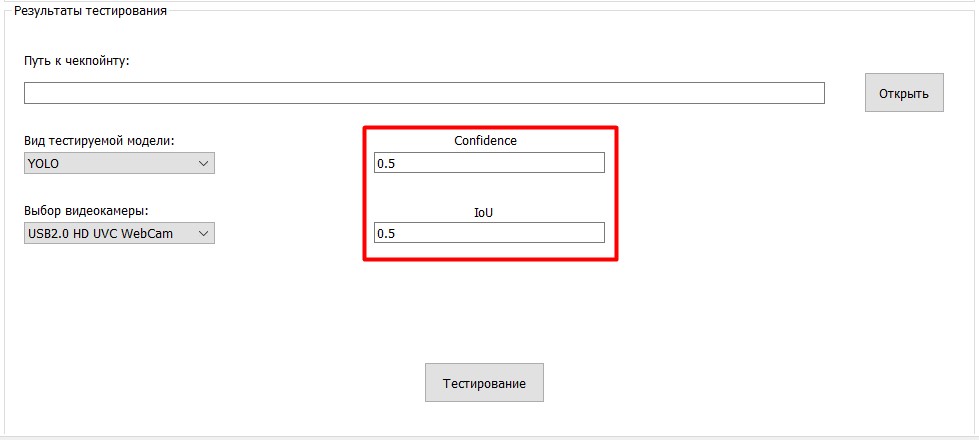 Результаты тестирования
Путь к чекпойнту:
Открыть
Вид тестируемой модели:
Confidence
YOLO
0.5
Выбор видеокамеры:
IoU
USB2.0 HD UVC WebCam
0.5
Тестирование